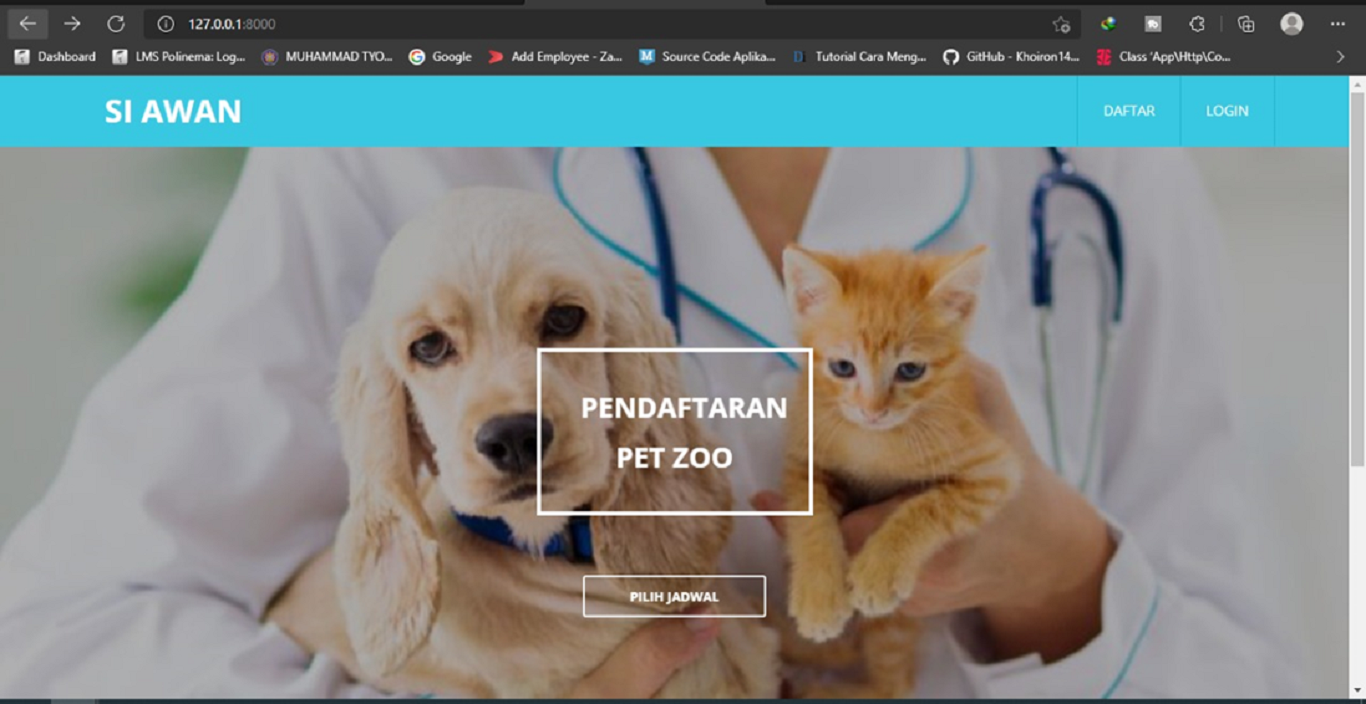 127.0.0.1:8000
Dashboard
LMS Polinema: Log...
MUHAMMAD TYO...
Google
Add Employee - Za...
Source Code Aplika...
Tutorial Cara Meng...
GitHub - Khoiron14...
Class 'App\Http\Co...
SI AWAN
DAFTAR
LOGIN
PENDAFTARAN
PET ZOO
PILIH JADWAL